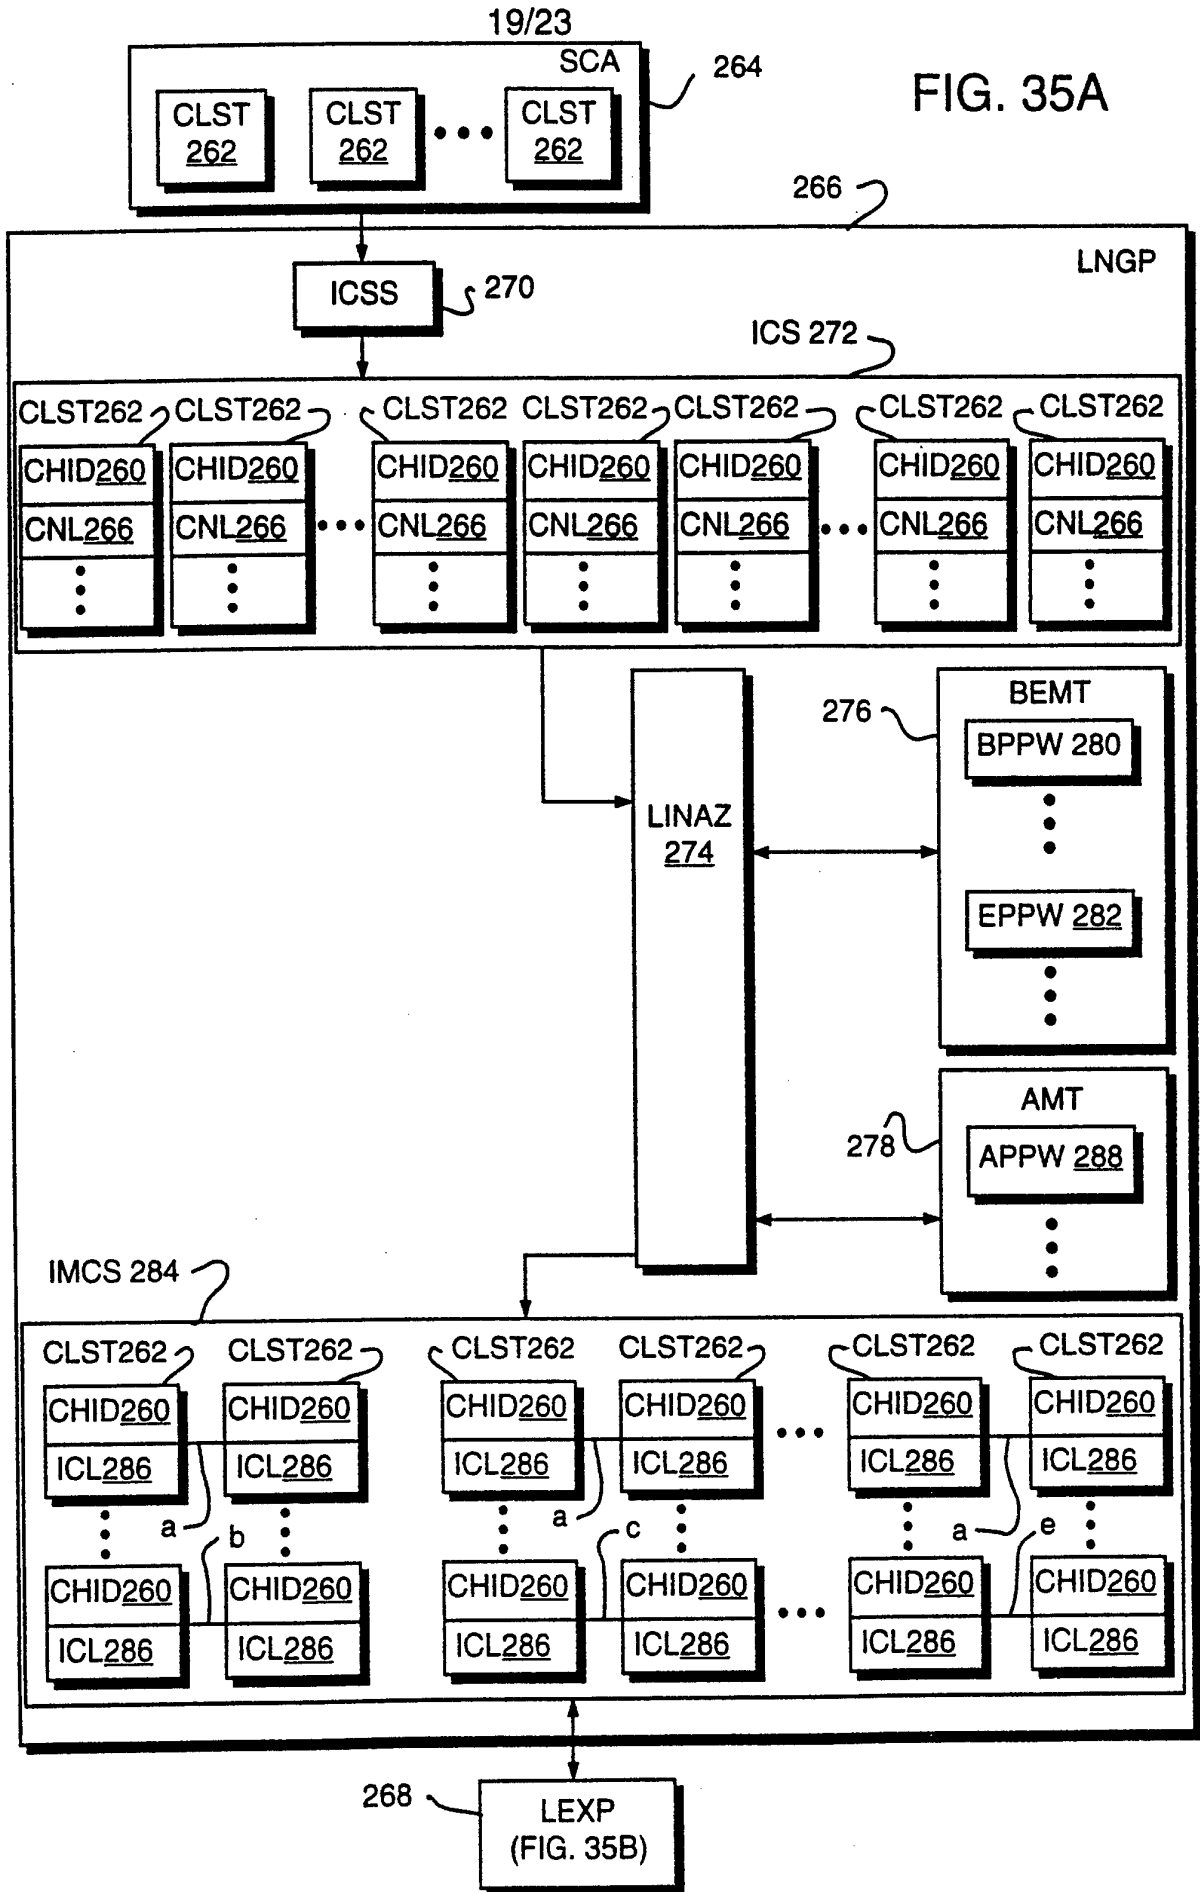 19/23
FIG. 35A
SCA
264
CLST
262
CLST
262
CLST
262
266
LNGP
ICSS
270
ICS 272
CLST262 CLST262 CLST262 CLST262 CLST262 CLST262 CLST262
CHID260 CHID260 CHID260 CHID260 CHID260 CHID260 CHID260
CNL266 CNL266 CNL266 CNL266 CNL266 CNL266 CNL266
LINAZ
274
276
BEMT
BPPW 280
EPPW 282
278
AMT
APPW 288
IMCS 284
CLST262 CLST262 CLST262 CLST262 CLST262 CLST262
CHID260 CHID260 CHID260 CHID260 CHID260 CHID260
ICL286 ICL286 ICL286 ICL286 ICL286 ICL286
a b a c a e
CHID260 CHID260 CHID260 CHID260 CHID260 CHID260
ICL286 ICL286 ICL286 ICL286 ICL286 ICL286
268
LEXP
(FIG. 35B)